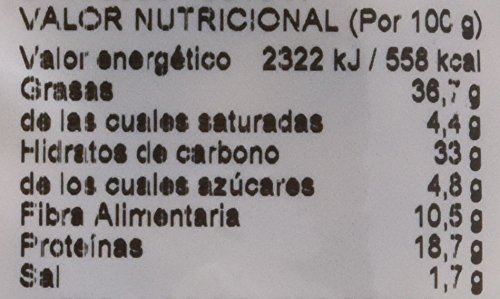 VALOR NUTRICIONAL (Por 100 g)
Valor energético 2322 kJ / 558 kcal
Grasas 36,7 g
de las cuales saturadas 4,4 g
Hidratos de carbono 33 g
de los cuales azúcares 4,8 g
Fibra Alimentaria 10,5 g
Proteínas 18,7 g
Sal 1,7 g